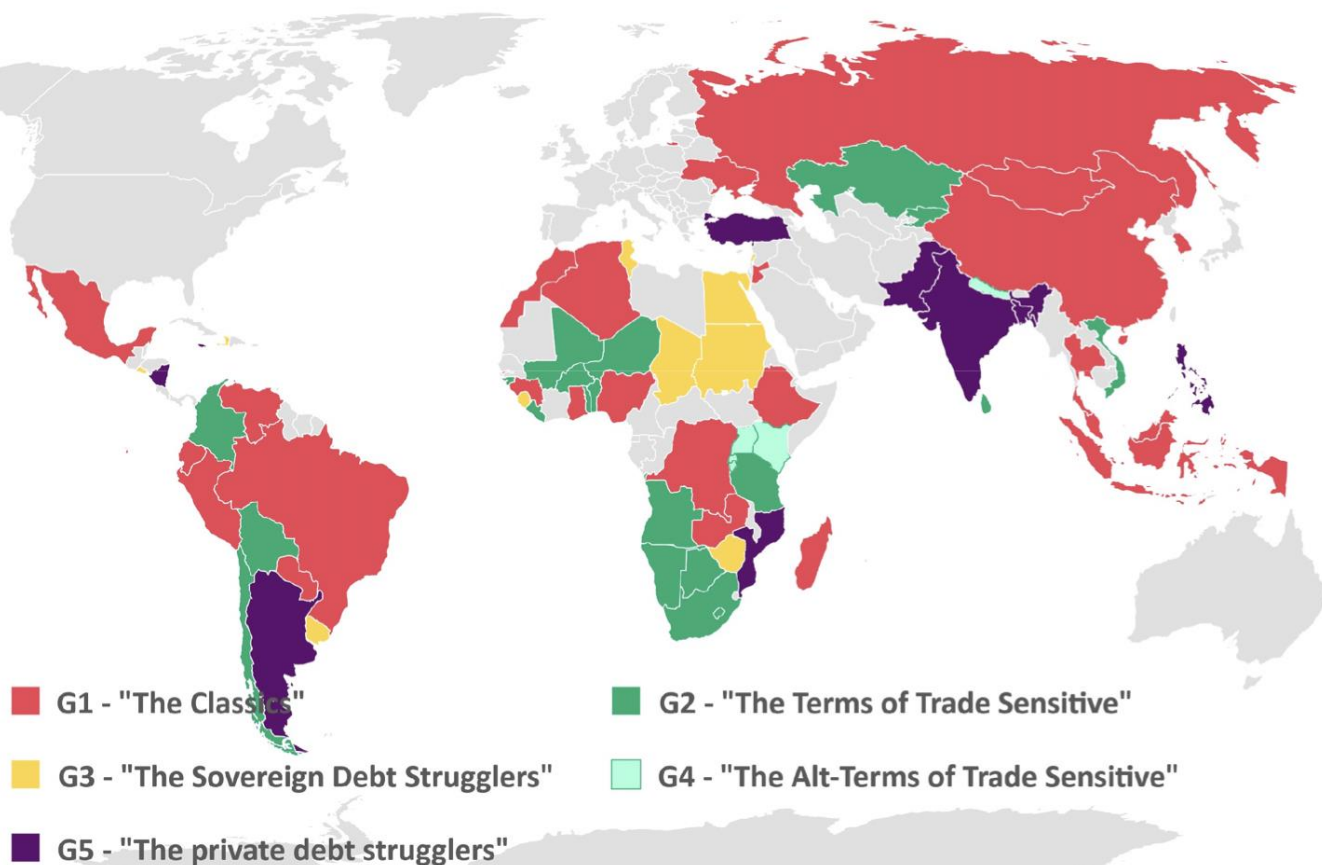 G1 - "The Classics"
G2 - "The Terms of Trade Sensitive"
G3 - "The Sovereign Debt Strugglers"
G4 - "The Alt-Terms of Trade Sensitive"
G5 - "The private debt strugglers"